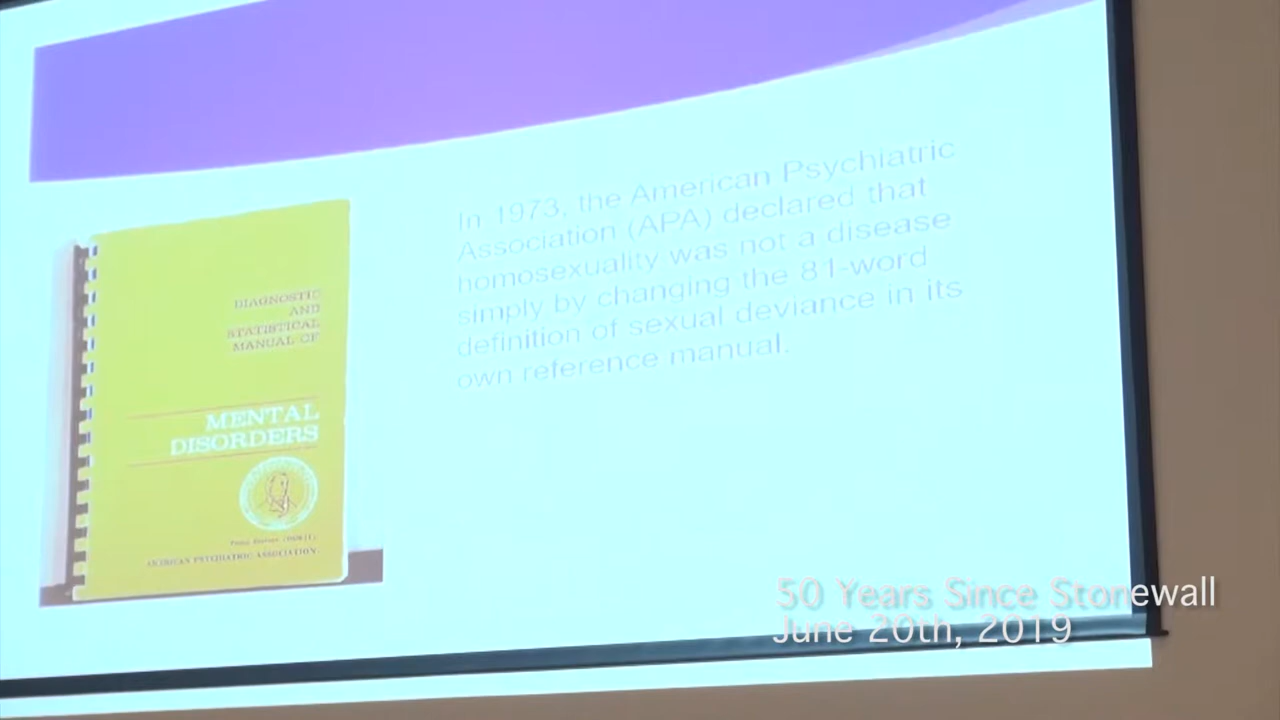 In 1973, the American Psychiatric
Association (APA) declared that
homosexuality was not a disease
simply by changing the 81-word
definition of sexual deviance in its
own reference manual.
DIAGNOSTIC
AND
STATISTICAL
MANUAL OF
MENTAL
DISORDERS
AMERICAN PSYCHIATRIC ASSOCIATION
50 Years Since Stonewall
June 20th, 2019